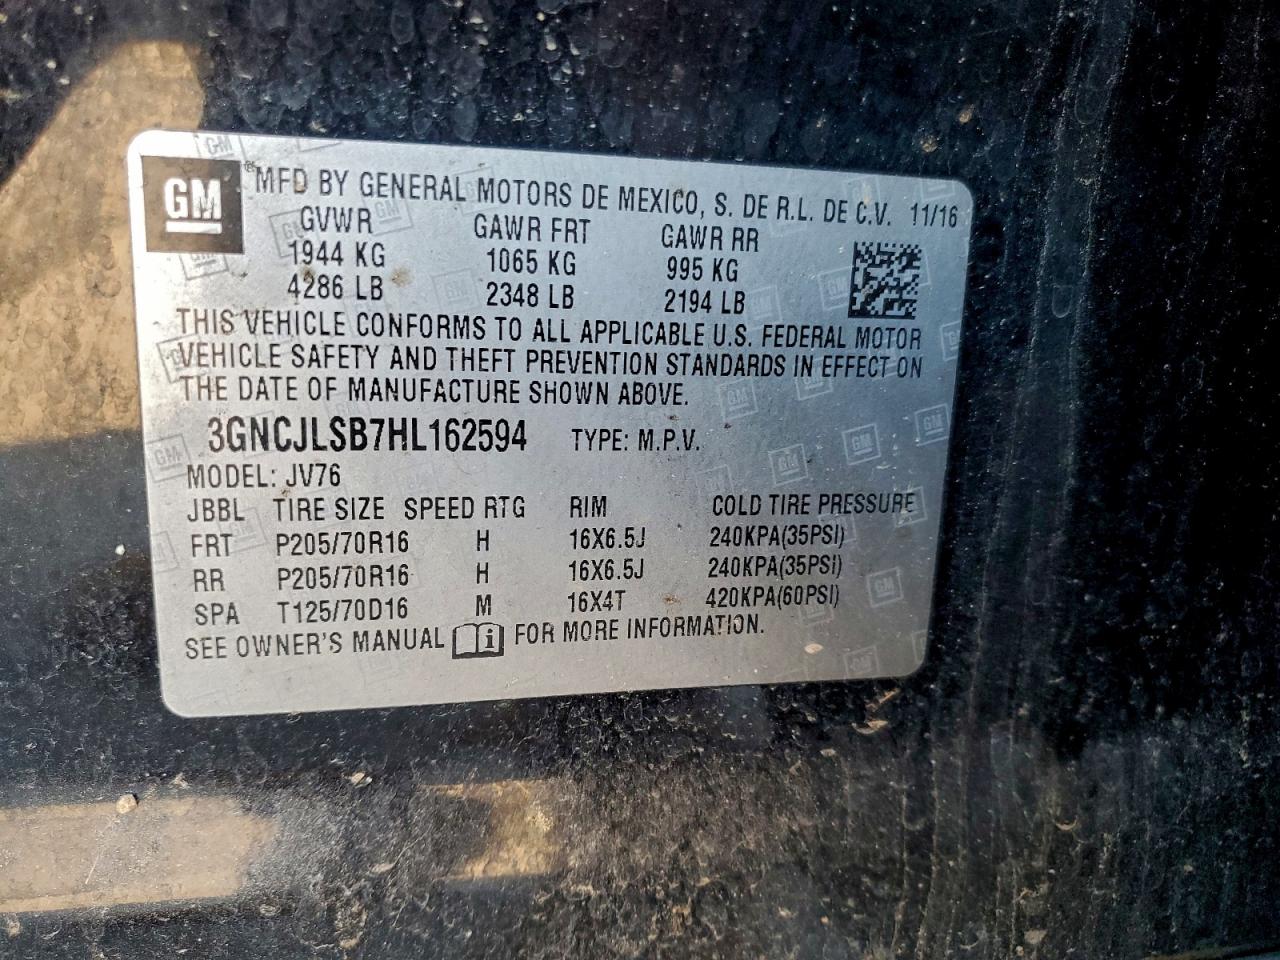 GM
MFD BY GENERAL MOTORS DE MEXICO, S. DE R.L. DE C.V. 11/16
GVWR GAWR FRT GAWR RR
1944 KG 1065 KG 995 KG
4286 LB 2348 LB 2194 LB
THIS VEHICLE CONFORMS TO ALL APPLICABLE U.S. FEDERAL MOTOR
VEHICLE SAFETY AND THEFT PREVENTION STANDARDS IN EFFECT ON
THE DATE OF MANUFACTURE SHOWN ABOVE.
3GNCJLSB7HL162594 TYPE: M.P.V.
MODEL: JV76
JBBL TIRE SIZE SPEED RTG RIM COLD TIRE PRESSURE
FRT P205/70R16 H 16X6.5J 240KPA(35PSI)
RR P205/70R16 H 16X6.5J 240KPA(35PSI)
SPA T125/70D16 M 16X4T 420KPA(60PSI)
SEE OWNER'S MANUAL i FOR MORE INFORMATION.